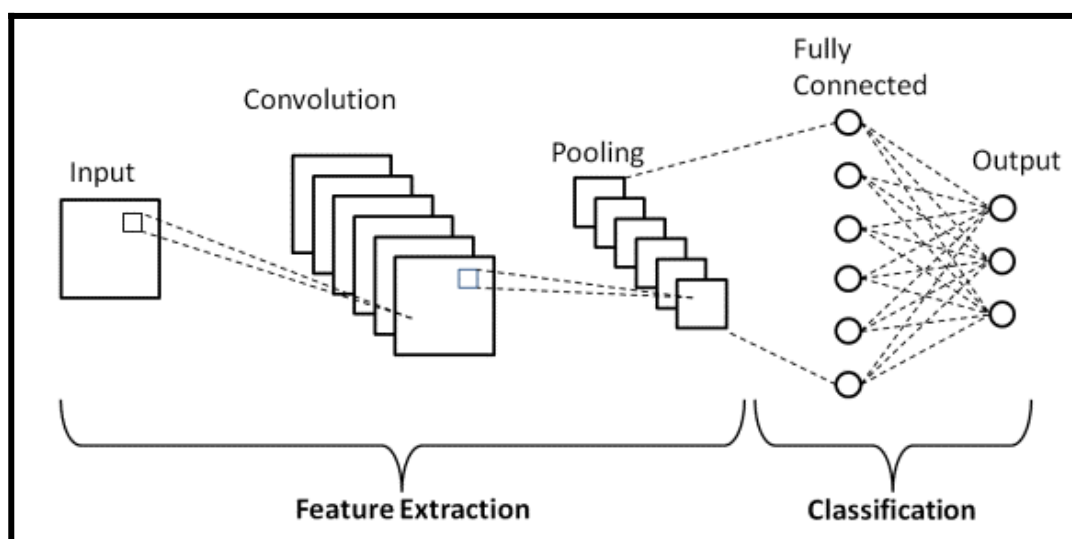 Input
Convolution
Pooling
Fully
Connected
Output
Feature Extraction
Classification